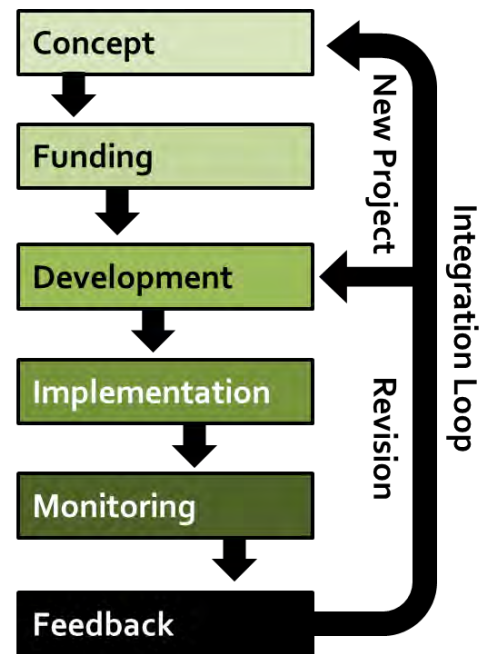 Concept
Funding
Development
Implementation
Monitoring
Feedback
New Project
Revision
Integration Loop